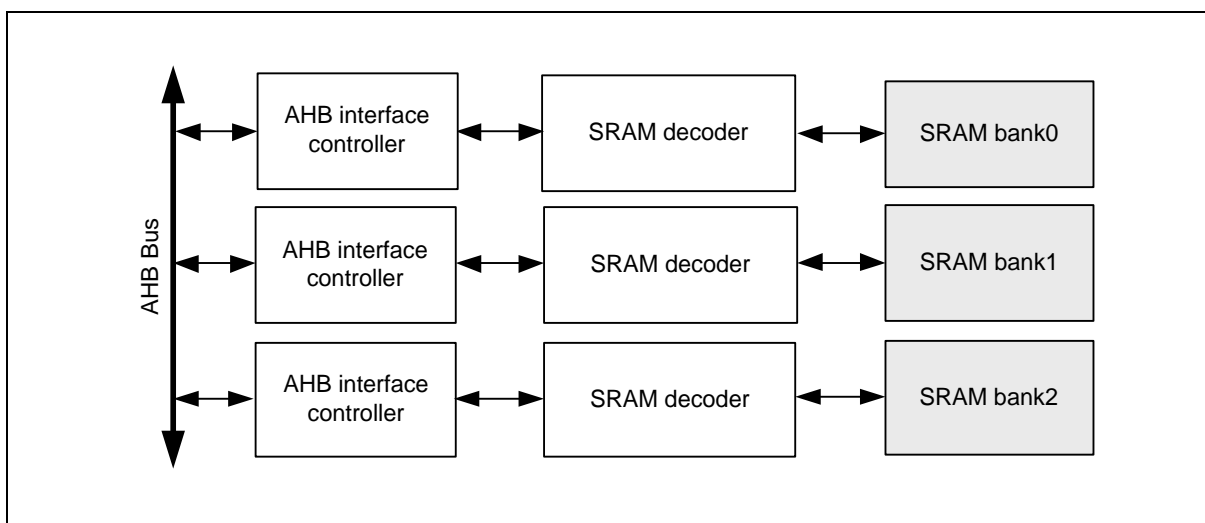 AHB Bus
AHB interface
controller
SRAM decoder
SRAM bank0
AHB interface
controller
SRAM decoder
SRAM bank1
AHB interface
controller
SRAM decoder
SRAM bank2